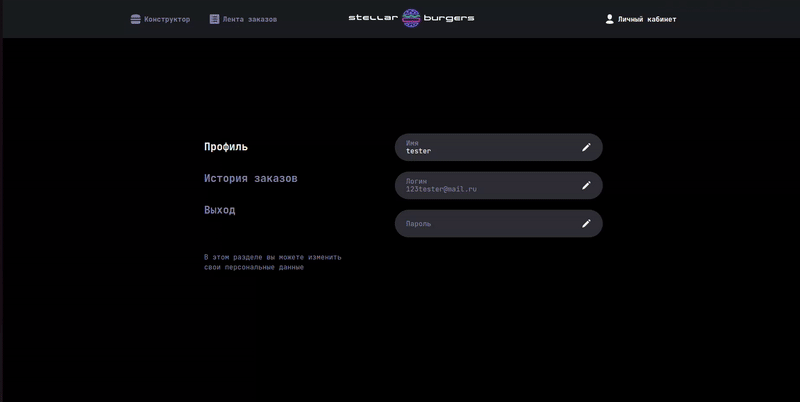 Конструктор
Лента заказов
stellar burgers
Личный кабинет
Профиль
История заказов
Выход
В этом разделе вы можете изменить
свои персональные данные
Имя
tester
Логин
123tester@mail.ru
Пароль